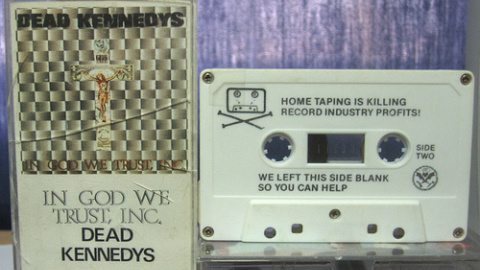 DEAD KENNEDYS
IN GOD WE TRUST, INC.
IN GOD WE
TRUST, INC.
DEAD
KENNEDYS
HOME TAPING IS KILLING
RECORD INDUSTRY PROFITS!
SIDE
TWO
WE LEFT THIS SIDE BLANK
SO YOU CAN HELP